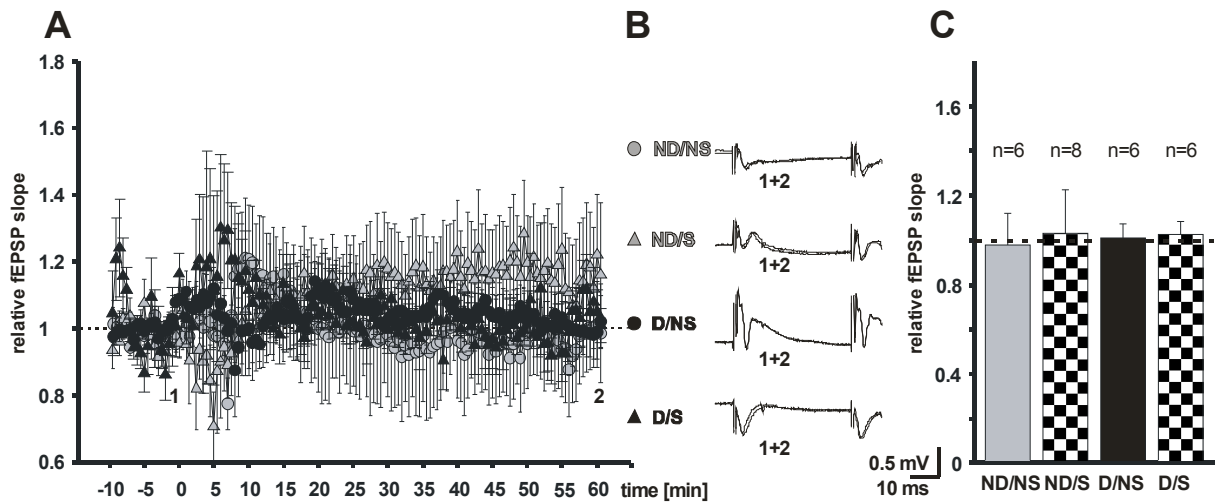 A
relative fEPSP slope
1.8
1.6
1.4
1.2
1
0.8
0.6
1
2
-10 -5 0 5 10 15 20 25 30 35 40 45 50 55 60 time [min]
B
ND/NS
1+2
ND/S
1+2
D/NS
1+2
D/S
1+2
0.5 mV
10 ms
C
relative fEPSP slope
1.6
1.2
0.8
0.4
0
n=6 n=8 n=6 n=6
ND/NS ND/S D/NS D/S